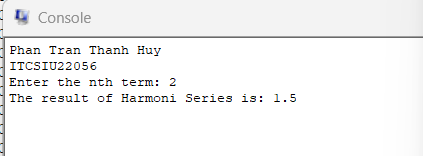 Console
Phan Tran Thanh Huy
ITCSIU22056
Enter the nth term: 2
The result of Harmoni Series is: 1.5